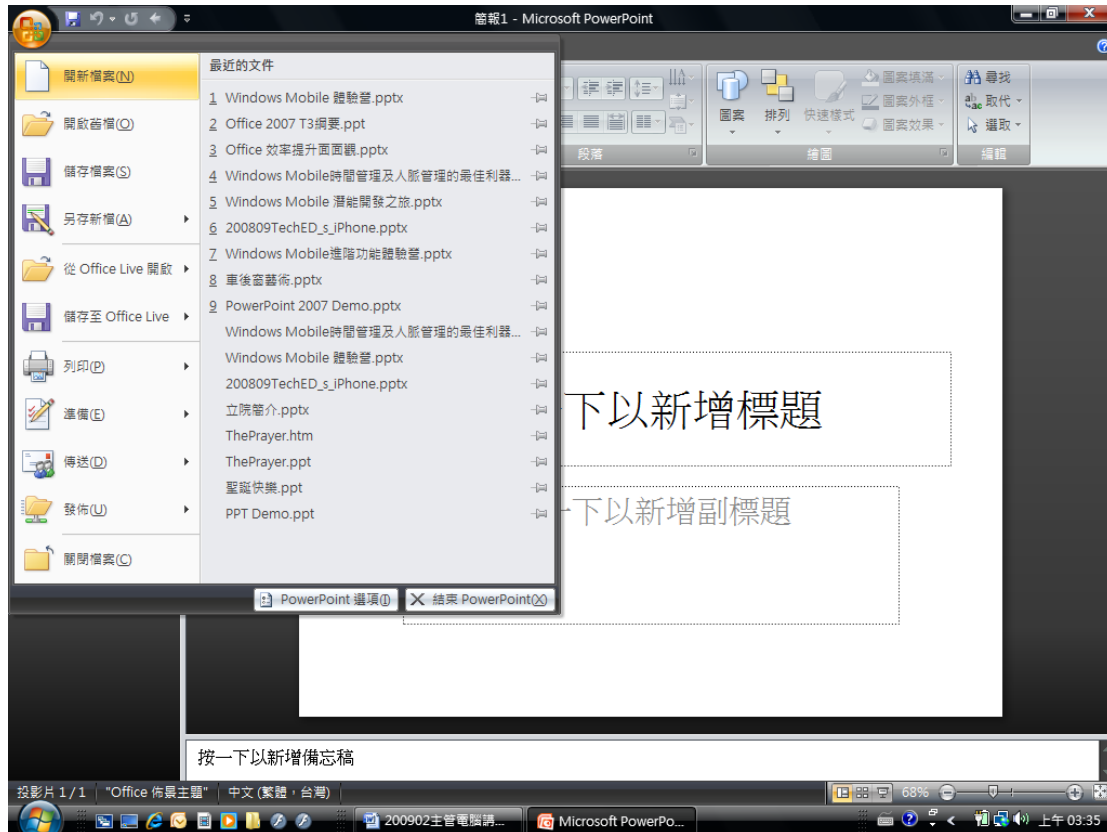 簡報1 - Microsoft PowerPoint
開新檔案(N)
開啟舊檔(O)
儲存檔案(S)
另存新檔(A)
從 Office Live 開啟
儲存至 Office Live
列印(P)
準備(E)
傳送(D)
發佈(U)
關閉檔案(C)
最近的文件
1 Windows Mobile 體驗營.pptx
2 Office 2007 T3綱要.ppt
3 Office 效率提升面面觀.pptx
4 Windows Mobile時間管理及人脈管理的最佳利器...
5 Windows Mobile 潛能開發之旅.pptx
6 200809TechED_s_iPhone.pptx
7 Windows Mobile進階功能體驗營.pptx
8 車後窗藝術.pptx
9 PowerPoint 2007 Demo.pptx
Windows Mobile時間管理及人脈管理的最佳利器...
Windows Mobile 體驗營.pptx
200809TechED_s_iPhone.pptx
立院簡介.pptx
ThePrayer.htm
ThePrayer.ppt
聖誕快樂.ppt
PPT Demo.ppt
PowerPoint 選項(I)
結束 PowerPoint(X)
圖案
排列
快速樣式
圖案填滿
圖案外框
圖案效果
尋找
取代
選取
段落
繪圖
編輯
下以新增標題
下以新增副標題
按一下以新增備忘稿
投影片 1 / 1
"Office 佈景主題"
中文 (繁體，台灣)
68%
200902主管電腦講...
Microsoft PowerPo...
上午 03:35